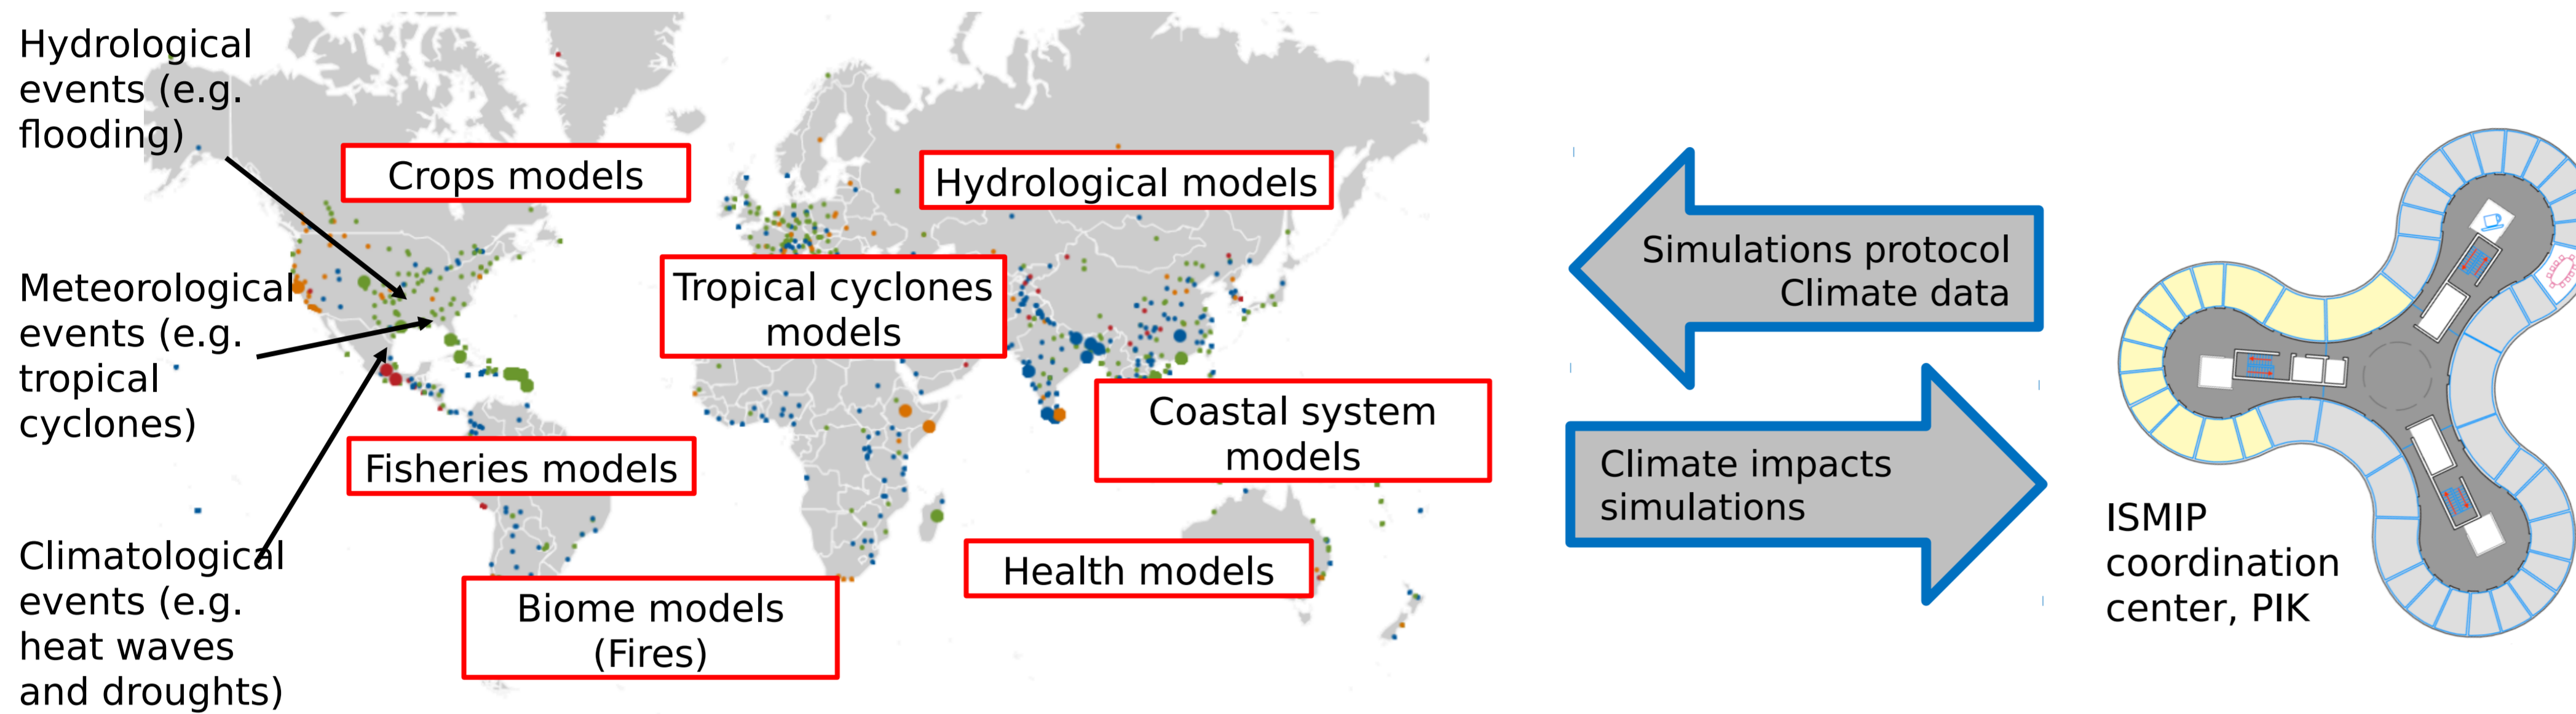 Hydrological
events (e.g.
flooding)
Meteorological
events (e.g.
tropical
cyclones)
Climatological
events (e.g.
heat waves
and droughts)
Crops models
Hydrological models
Tropical cyclones
models
Coastal system
models
Fisheries models
Health models
Biome models
(Fires)
Simulations protocol
Climate data
Climate impacts
simulations
ISMIP
coordination
center, PIK